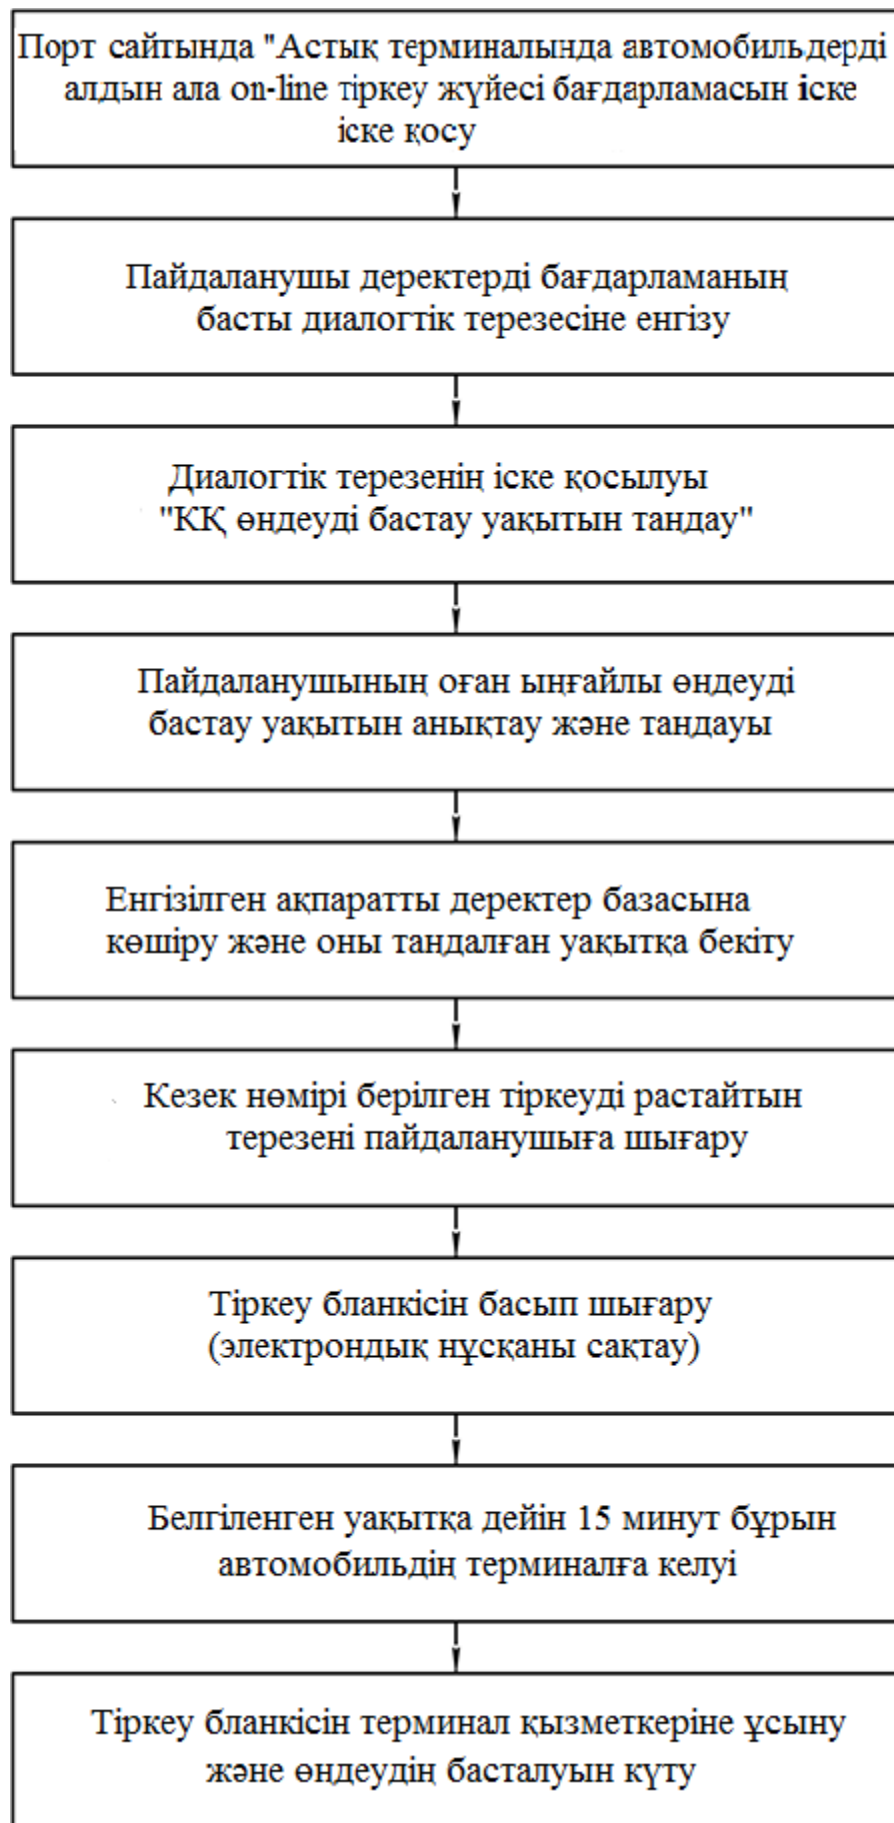 Порт сайтында "Астық терминалында автомобильдерді
алдын ала on-line тіркеу жүйесі бағдарламасын іске
іске қосу
Пайдаланушы деректерді бағдарламаның
басты диалогтік терезесіне енгізу
Диалогтік терезенің іске қосылуы
"КҚ өңдеуді бастау уақытын таңдау"
Пайдаланушының оған ыңғайлы өңдеуді
бастау уақытын анықтау және таңдауы
Енгізілген ақпаратты деректер базасына
көшіру және оны таңдалған уақытқа бекіту
Кезек нөмірі берілген тіркеуді растайтын
терезені пайдаланушыға шығару
Тіркеу бланкісін басып шығару
(электрондық нұсқаны сақтау)
Белгіленген уақытқа дейін 15 минут бұрын
автомобильдің терминалға келуі
Тіркеу бланкісін терминал қызметкеріне ұсыну
және өңдеудің басталуын күту